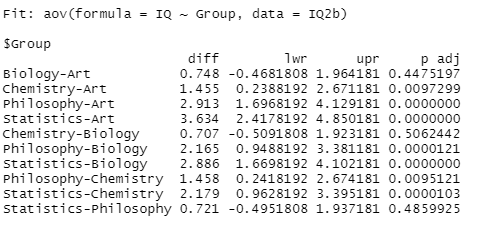 Fit: aov(formula = IQ ~ Group, data = IQ2b)
$Group
diff lwr upr p adj
Biology-Art 0.748 -0.4681808 1.964181 0.4475197
Chemistry-Art 1.455 0.2388192 2.671181 0.0097299
Philosophy-Art 2.913 1.6968192 4.129181 0.0000000
Statistics-Art 3.634 2.4178192 4.850181 0.0000000
Chemistry-Biology 0.707 -0.5091808 1.923181 0.5062442
Philosophy-Biology 2.165 0.9488192 3.381181 0.0000121
Statistics-Biology 2.886 1.6698192 4.102181 0.0000000
Philosophy-Chemistry 1.458 0.2418192 2.674181 0.0095121
Statistics-Chemistry 2.179 0.9628192 3.395181 0.0000103
Statistics-Philosophy 0.721 -0.4951808 1.937181 0.4859925